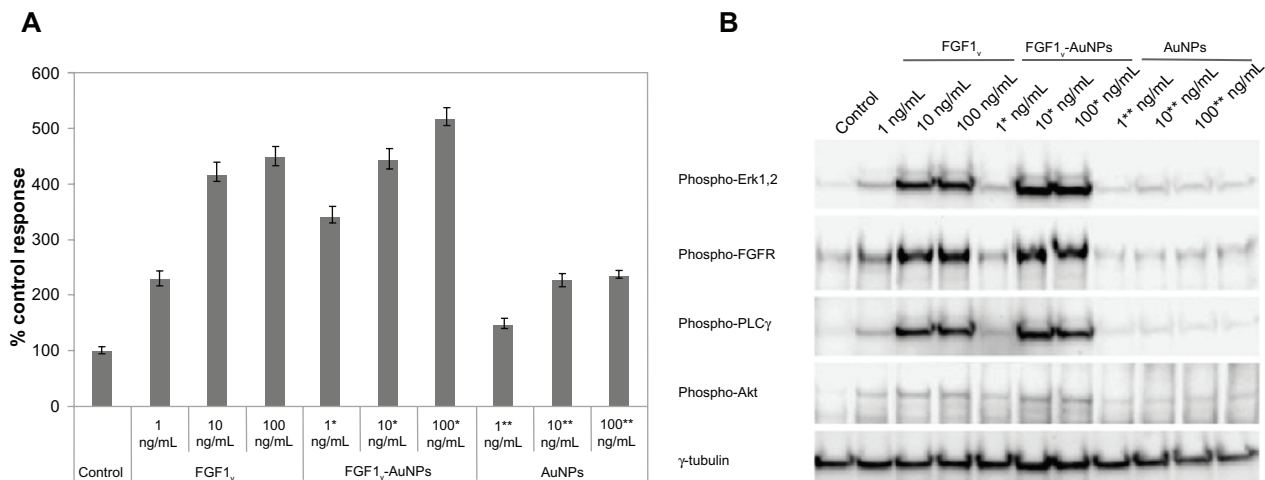 A
% control response
600
500
400
300
200
100
0
1 ng/mL
10 ng/mL
100 ng/mL
1* ng/mL
10* ng/mL
100* ng/mL
1** ng/mL
10** ng/mL
100** ng/mL
Control
FGF1v
FGF1v-AuNPs
AuNPs
B
FGF1v
FGF1v-AuNPs
AuNPs
Control
1 ng/mL
10 ng/mL
100 ng/mL
1* ng/mL
10* ng/mL
100* ng/mL
1** ng/mL
10** ng/mL
100** ng/mL
Phospho-Erk1,2
Phospho-FGFR
Phospho-PLCγ
Phospho-Akt
γ-tubulin